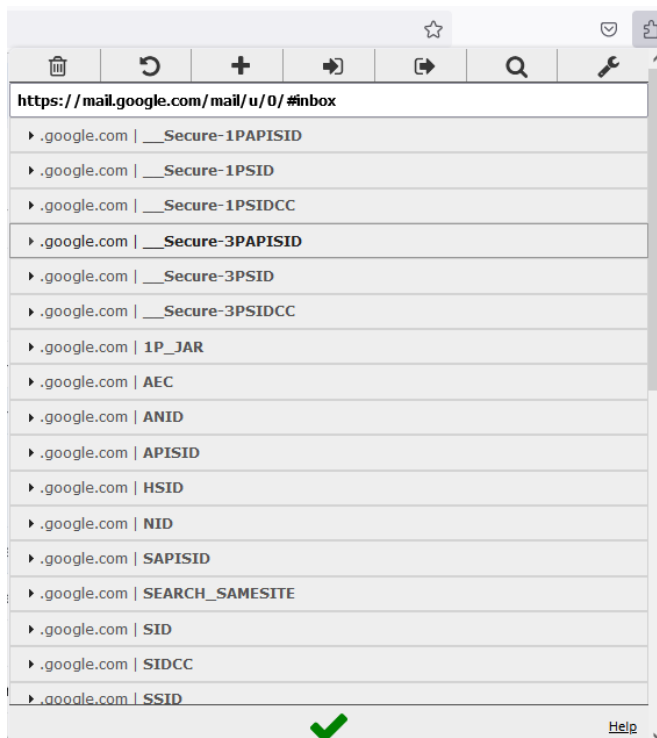 https://mail.google.com/mail/u/0/#inbox
.google.com | __Secure-1PAPISID
.google.com | __Secure-1PSID
.google.com | __Secure-1PSIDCC
.google.com | __Secure-3PAPISID
.google.com | __Secure-3PSID
.google.com | __Secure-3PSIDCC
.google.com | 1P_JAR
.google.com | AEC
.google.com | ANID
.google.com | APISID
.google.com | HSID
.google.com | NID
.google.com | SAPISID
.google.com | SEARCH_SAMESITE
.google.com | SID
.google.com | SIDCC
.google.com | SSID
Help